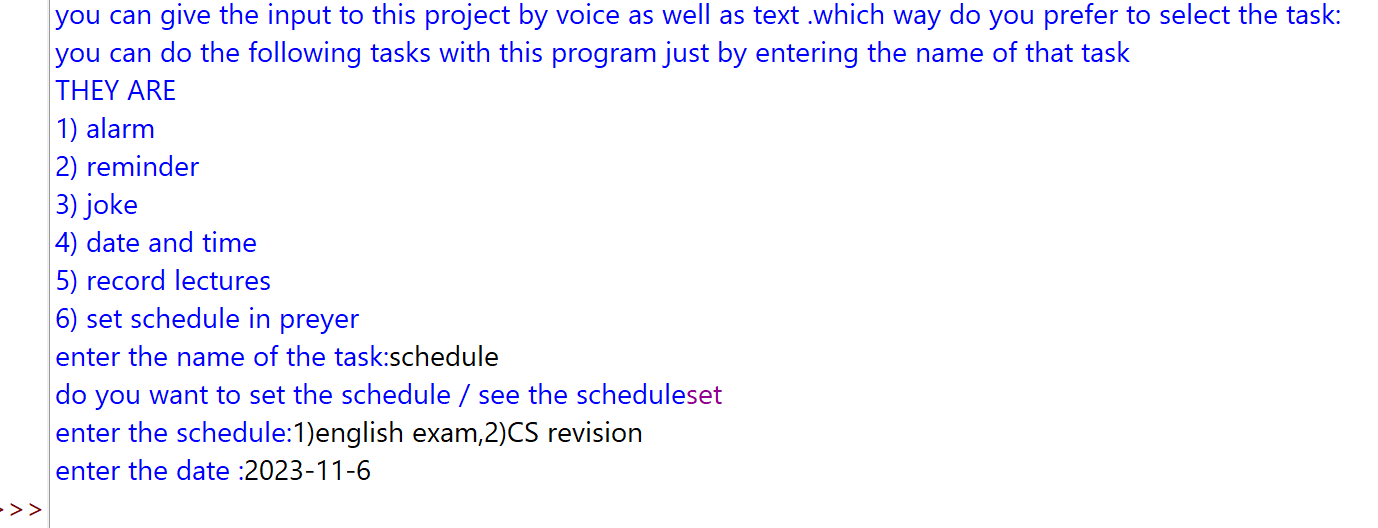 you can give the input to this project by voice as well as text .which way do you prefer to select the task:
you can do the following tasks with this program just by entering the name of that task
THEY ARE
1) alarm
2) reminder
3) joke
4) date and time
5) record lectures
6) set schedule in preyer
enter the name of the task:schedule
do you want to set the schedule / see the scheduleset
enter the schedule:1)english exam,2)CS revision
enter the date :2023-11-6
>>>